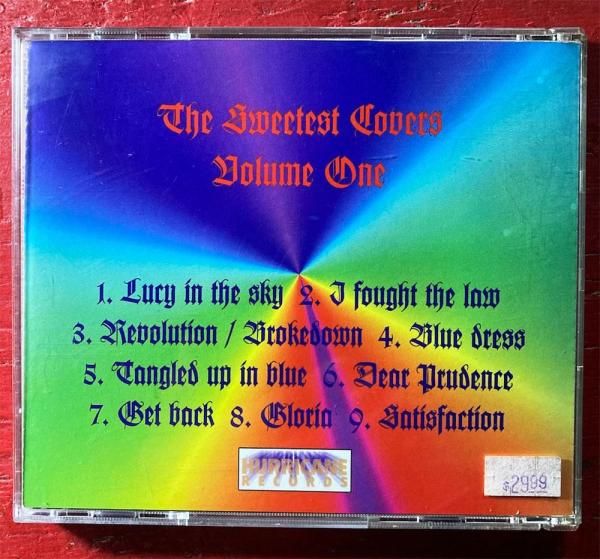 The Sweetest Covers
Volume One
1. Lucy in the sky 2. I fought the law
3. Revolution / Brokedown 4. Blue dress
5. Tangled up in blue 6. Dear Prudence
7. Get back 8. Gloria 9. Satisfaction
HURRICANE
RECORDS
$29.99